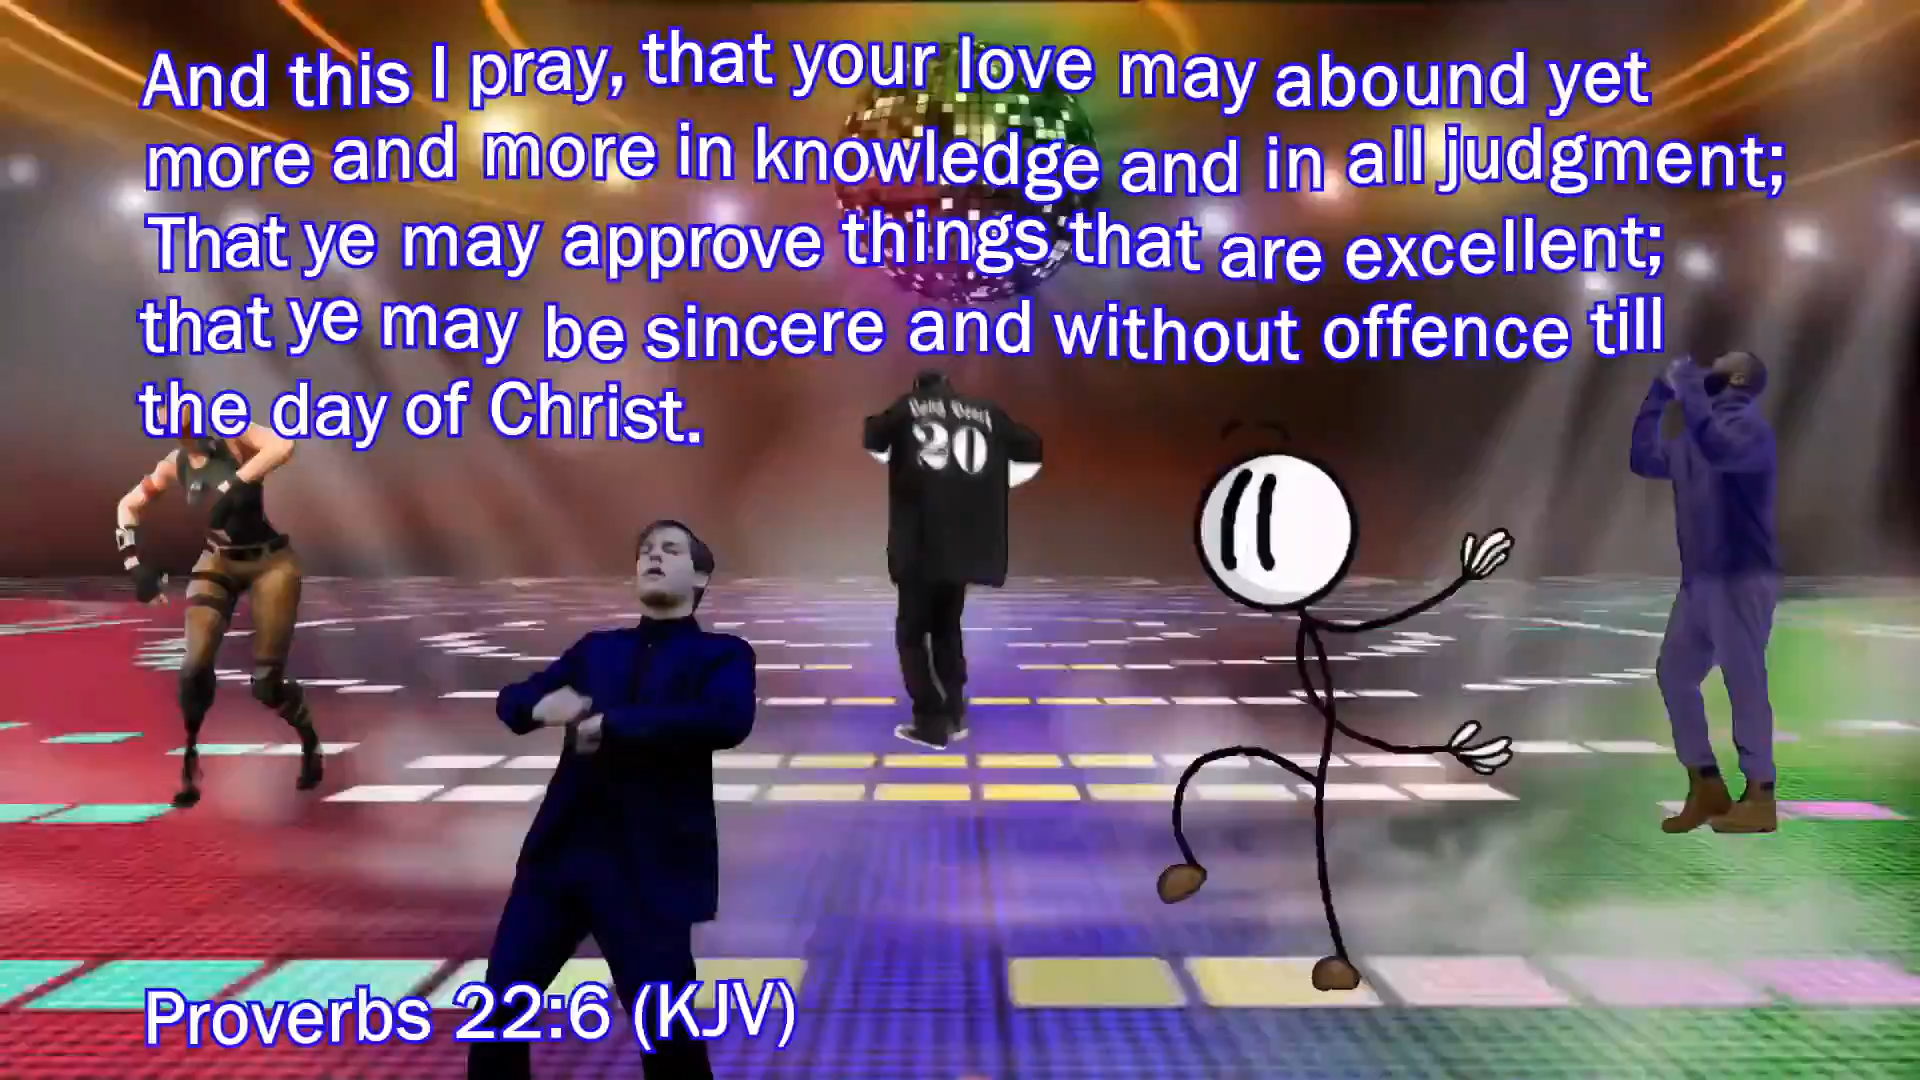 And this I pray, that your love may abound yet
more and more in knowledge and in all judgment;
That ye may approve things that are excellent;
that ye may be sincere and without offence till
the day of Christ.
20
Proverbs 22:6 (KJV)